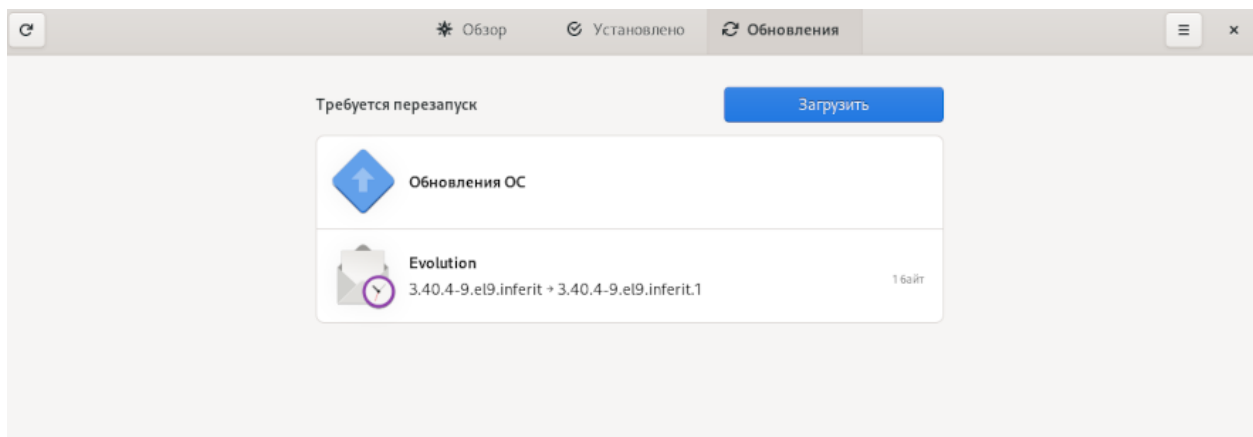 Обзор
Установлено
Обновления
Требуется перезапуск
Загрузить
Обновления ОС
Evolution
3.40.4-9.el9.inferit → 3.40.4-9.el9.inferit.1
1 байт